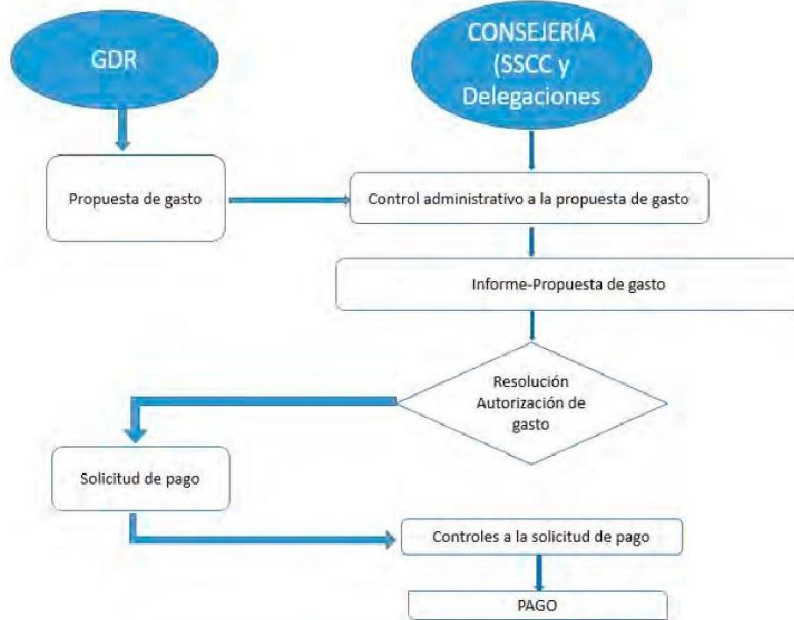 GDR
CONSEJERÍA
(SSCC y
Delegaciones
Propuesta de gasto
Control administrativo a la propuesta de gasto
Informe-Propuesta de gasto
Resolución
Autorización de
gasto
Solicitud de pago
Controles a la solicitud de pago
PAGO